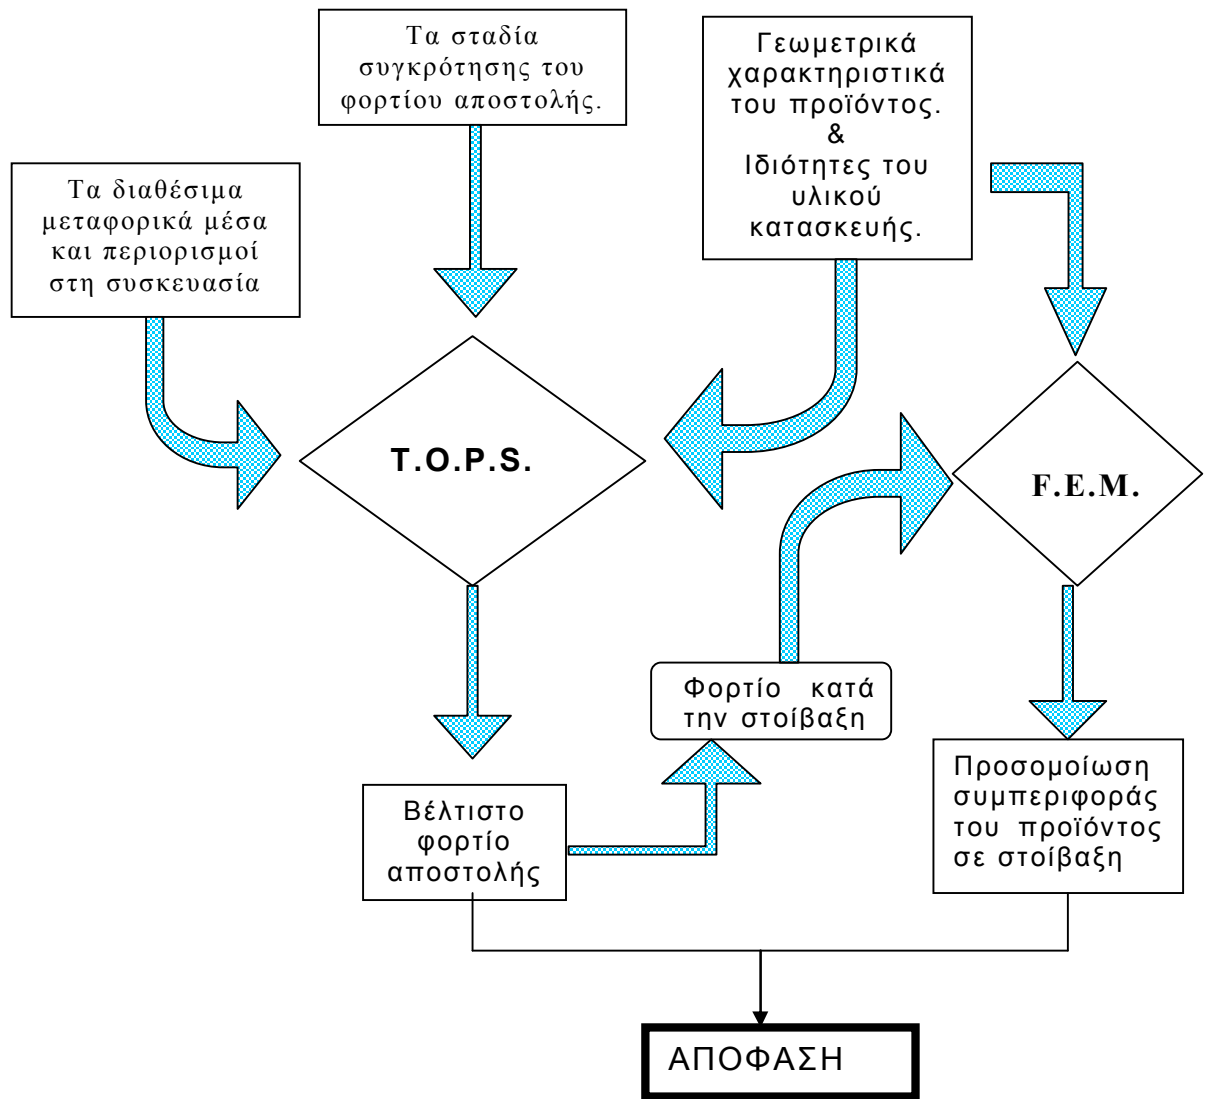 Τα σταδία
συγκρότησης του
φορτίου αποστολής.
Γεωμετρικά
χαρακτηριστικά
του προϊόντος.
&
Ιδιότητες του
υλικού
κατασκευής.
Τα διαθέσιμα
μεταφορικά μέσα
και περιορισμοί
στη συσκευασία
T.O.P.S.
F.E.M.
Φορτίο κατά
την στοίβαξη
Βέλτιστο
φορτίο
αποστολής
Προσομοίωση
συμπεριφοράς
του προϊόντος
σε στοίβαξη
ΑΠΟΦΑΣΗ